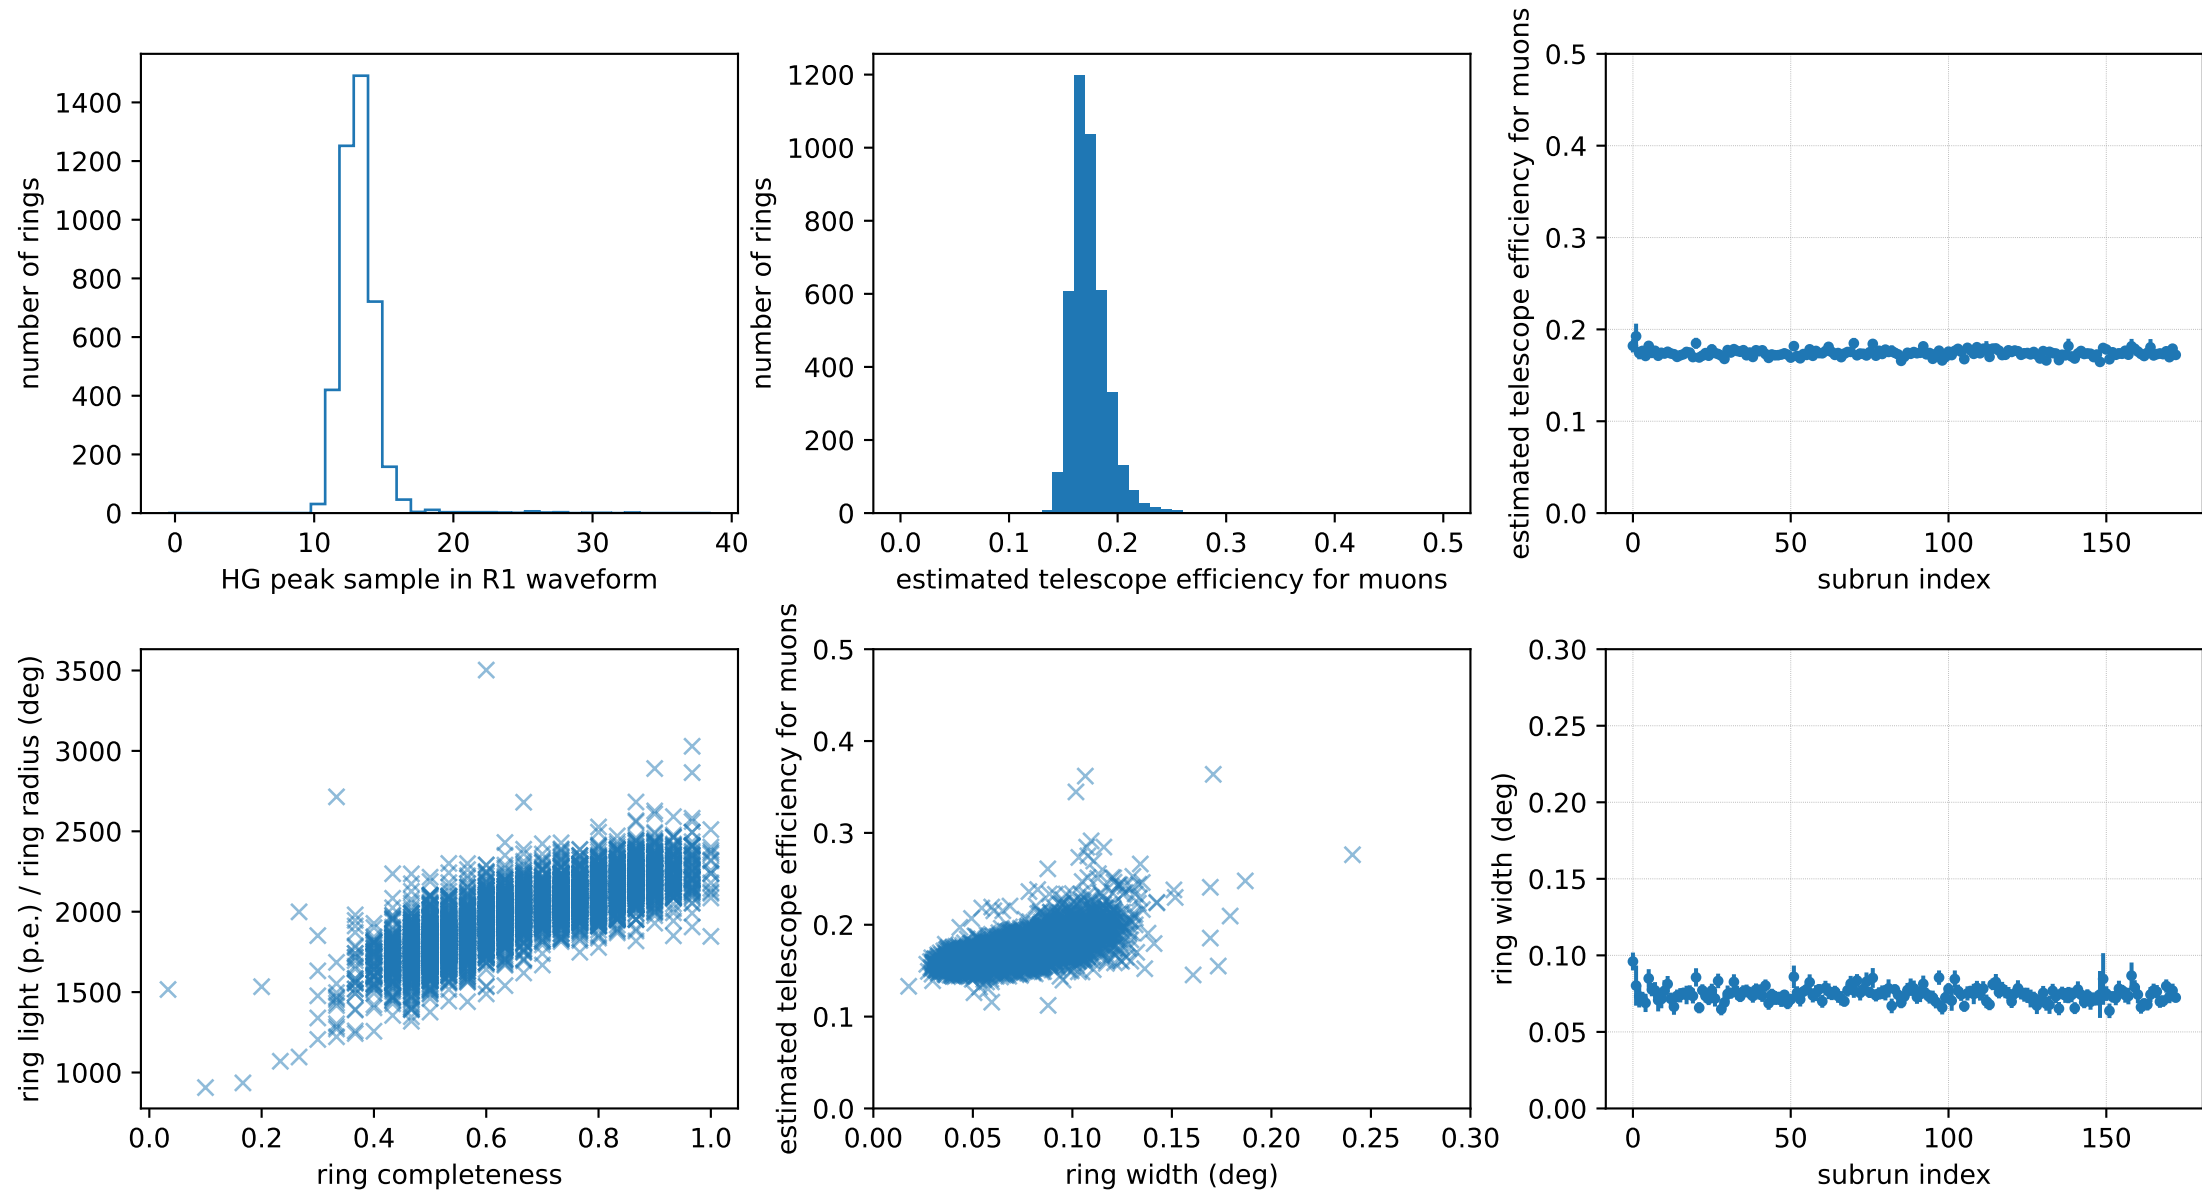 number of rings
1400
1200
1000
800
600
400
200
0
0 10 20 30 40
HG peak sample in R1 waveform
number of rings
1200
1000
800
600
400
200
0
0.0 0.1 0.2 0.3 0.4 0.5
estimated telescope efficiency for muons
estimated telescope efficiency for muons
0.5
0.4
0.3
0.2
0.1
0.0
0 50 100 150
subrun index
ring light (p.e.) / ring radius (deg)
3500
3000
2500
2000
1500
1000
0.0 0.2 0.4 0.6 0.8 1.0
ring completeness
estimated telescope efficiency for muons
0.5
0.4
0.3
0.2
0.1
0.0
0.00 0.05 0.10 0.15 0.20 0.25 0.30
ring width (deg)
ring width (deg)
0.30
0.25
0.20
0.15
0.10
0.05
0.00
0 50 100 150
subrun index